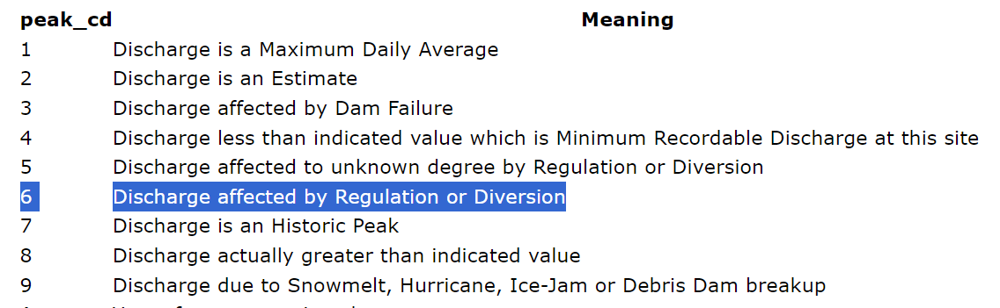 peak_cd Meaning
1 Discharge is a Maximum Daily Average
2 Discharge is an Estimate
3 Discharge affected by Dam Failure
4 Discharge less than indicated value which is Minimum Recordable Discharge at this site
5 Discharge affected to unknown degree by Regulation or Diversion
6 Discharge affected by Regulation or Diversion
7 Discharge is an Historic Peak
8 Discharge actually greater than indicated value
9 Discharge due to Snowmelt, Hurricane, Ice-Jam or Debris Dam breakup